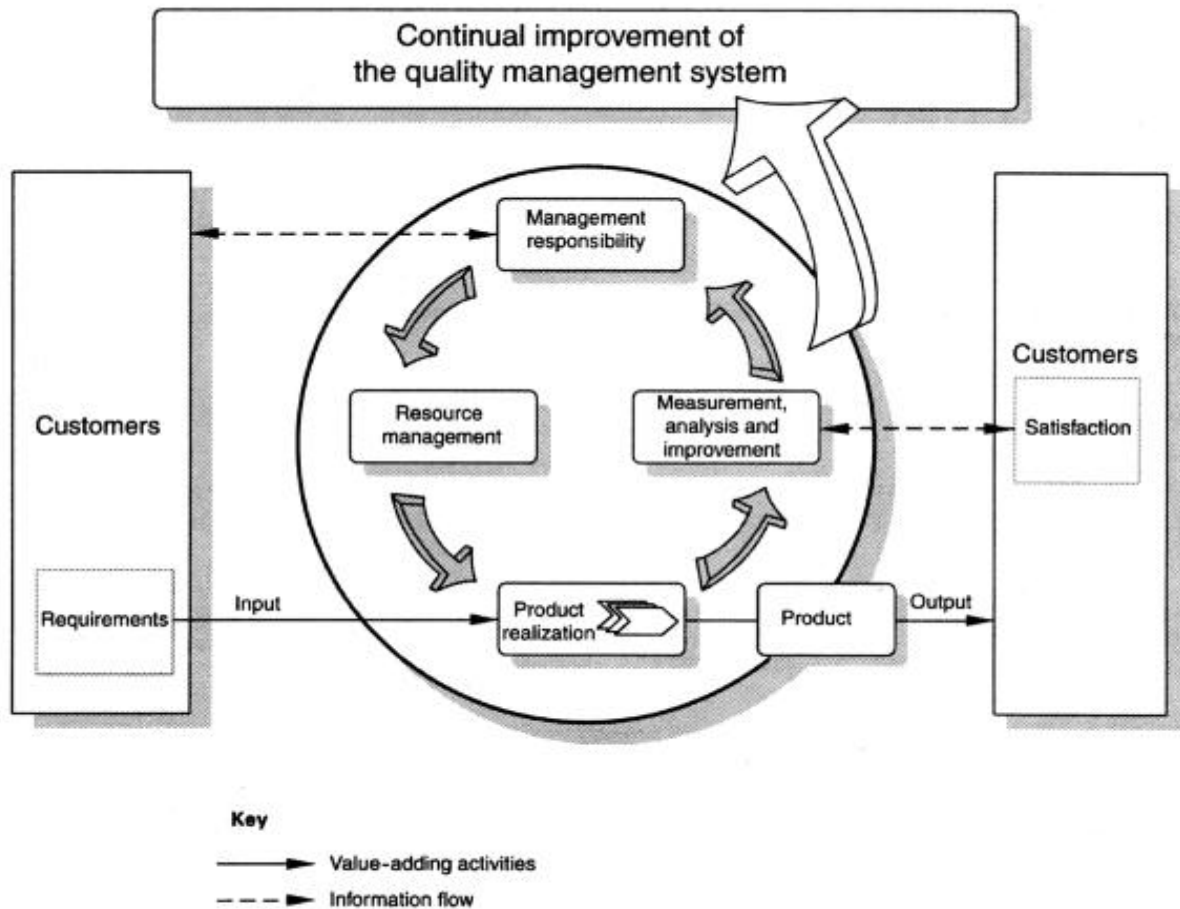 Continual improvement of
the quality management system
Management
responsibility
Customers
Resource
management
Measurement,
analysis and
improvement
Customers
Satisfaction
Requirements
Input
Product
realization
Product
Output
Key
Value-adding activities
Information flow